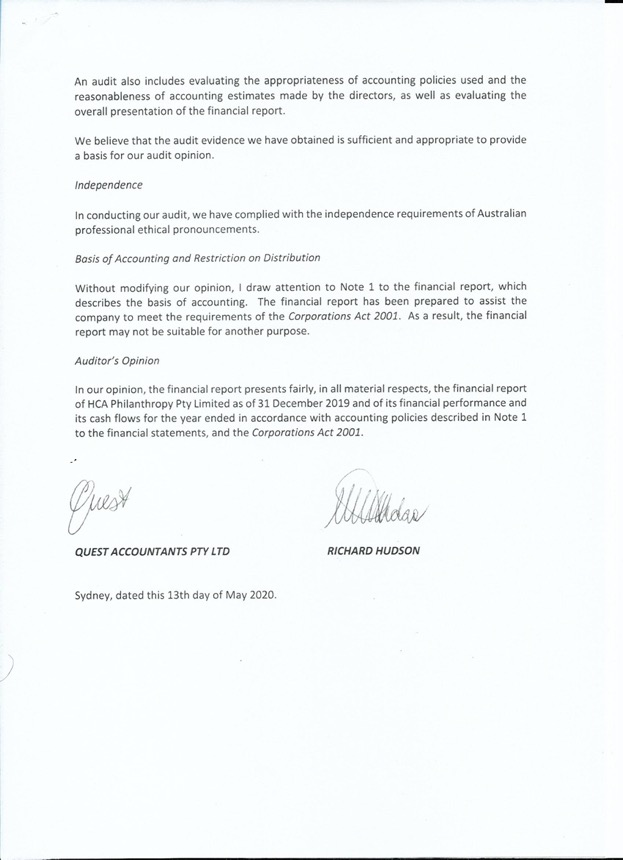 An audit also includes evaluating the appropriateness of accounting policies used and the
reasonableness of accounting estimates made by the directors, as well as evaluating the
overall presentation of the financial report.
We believe that the audit evidence we have obtained is sufficient and appropriate to provide
a basis for our audit opinion.
Independence
In conducting our audit, we have complied with the independence requirements of Australian
professional ethical pronouncements.
Basis of Accounting and Restriction on Distribution
Without modifying our opinion, I draw attention to Note 1 to the financial report, which
describes the basis of accounting. The financial report has been prepared to assist the
company to meet the requirements of the Corporations Act 2001. As a result, the financial
report may not be suitable for another purpose.
Auditor's Opinion
In our opinion, the financial report presents fairly, in all material respects, the financial report
of HCA Philanthropy Pty Limited as of 31 December 2019 and of its financial performance and
its cash flows for the year ended in accordance with accounting policies described in Note 1
to the financial statements, and the Corporations Act 2001.
Quest
QUEST ACCOUNTANTS PTY LTD
RICHARD HUDSON
Sydney, dated this 13th day of May 2020.